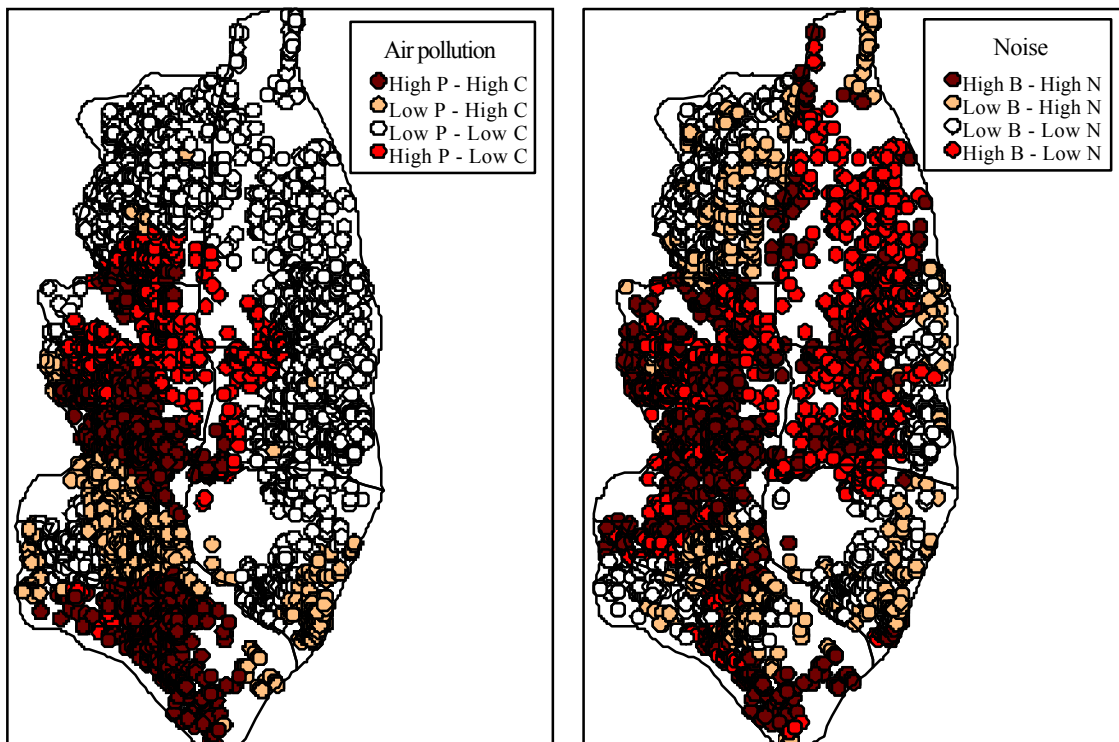 Air pollution
High P - High C
Low P - High C
Low P - Low C
High P - Low C
Noise
High B - High N
Low B - High N
Low B - Low N
High B - Low N